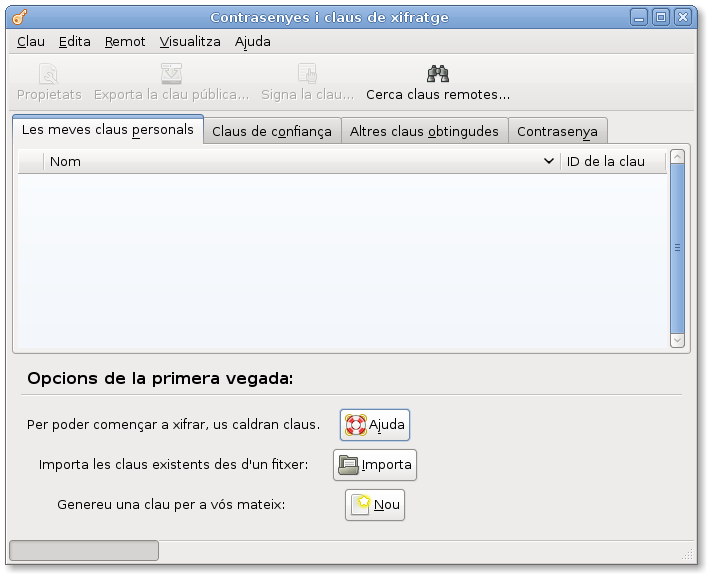 Contrasenyes i claus de xifratge
Clau Edita Remot Visualitza Ajuda
Propietats Exporta la clau pública... Signa la clau... Cerca claus remotes...
Les meves claus personals Claus de confiança Altres claus obtingudes Contrasenya
Nom ID de la clau
Opcions de la primera vegada:
Per poder començar a xifrar, us caldran claus. Ajuda
Importa les claus existents des d'un fitxer: Importa
Genereu una clau per a vós mateix: Nou